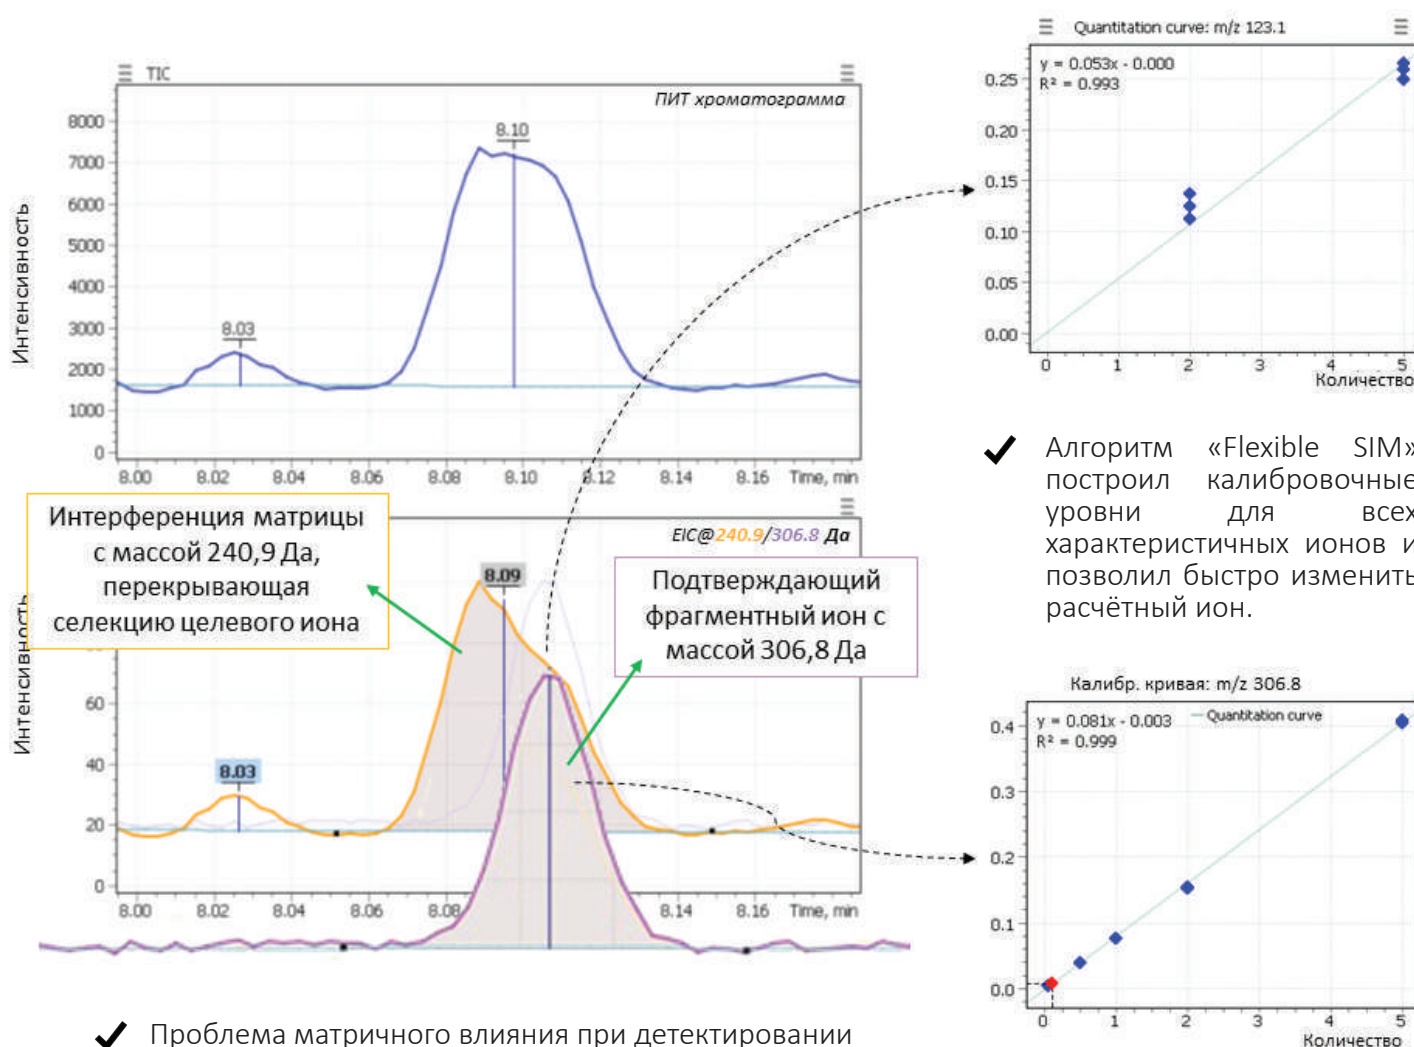 TIC
ПИТ хроматограмма
8.10
8.03
8000
7000
6000
5000
4000
3000
2000
1000
0
Интенсивность
8.00 8.02 8.04 8.06 8.08 8.10 8.12 8.14 8.16 Time, min
Интерференция матрицы
с массой 240,9 Да,
перекрывающая
селекцию целевого иона
EIC@240.9/306.8 Да
Подтверждающий
фрагментный ион с
массой 306,8 Да
8.09
8.03
60
40
20
0
Интенсивность
8.00 8.02 8.04 8.06 8.08 8.14 8.16 Time, min
Проблема матричного влияния при детектировании
Quantitation curve: m/z 123.1
y = 0.053x - 0.000
R² = 0.993
0.25
0.20
0.15
0.10
0.05
0.00
0 1 2 3 4 5
Количество
Алгоритм «Flexible SIM»
построил калибровочные
уровни для всех
характеристичных ионов и
позволил быстро изменить
расчётный ион.
Калибр. кривая: m/z 306.8
y = 0.081x - 0.003
R² = 0.999
Quantitation curve
0.4
0.3
0.2
0.1
0.0
0 1 2 3 4 5
Количество